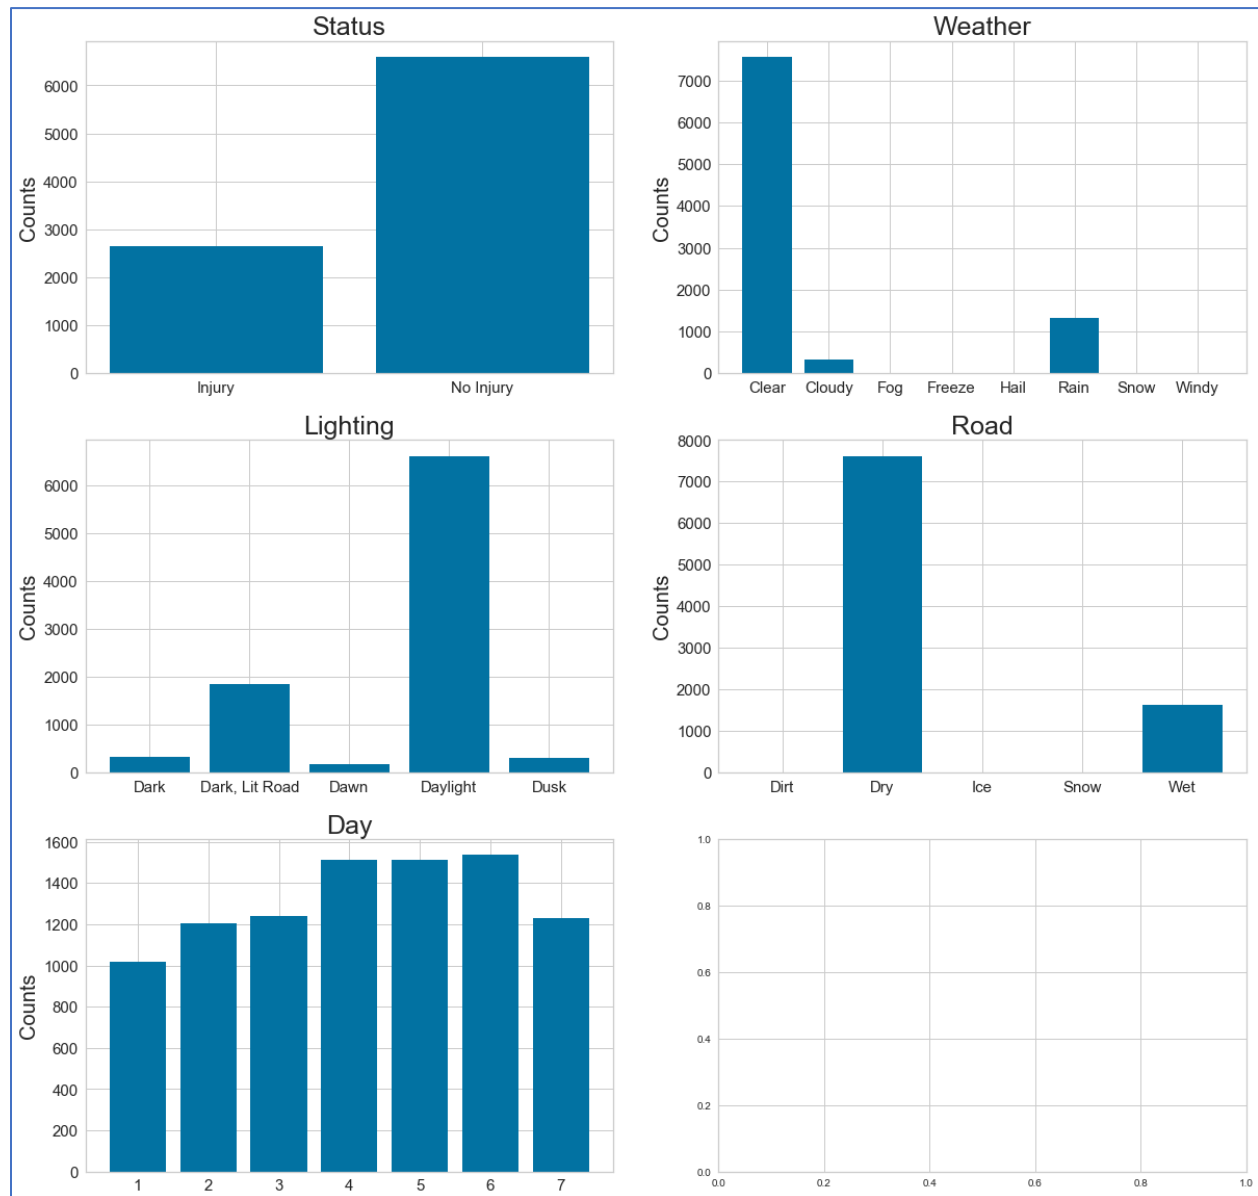 Status
Counts
6000
5000
4000
3000
2000
1000
0
Injury No Injury
Weather
Counts
7000
6000
5000
4000
3000
2000
1000
0
Clear Cloudy Fog Freeze Hail Rain Snow Windy
Lighting
Counts
6000
5000
4000
3000
2000
1000
0
Dark Dark, Lit Road Dawn Daylight Dusk
Road
Counts
8000
7000
6000
5000
4000
3000
2000
1000
0
Dirt Dry Ice Snow Wet
Day
Counts
1600
1400
1200
1000
800
600
400
200
0
1 2 3 4 5 6 7
1.0
0.8
0.6
0.4
0.2
0.0
0.0 0.2 0.4 0.6 0.8 1.0